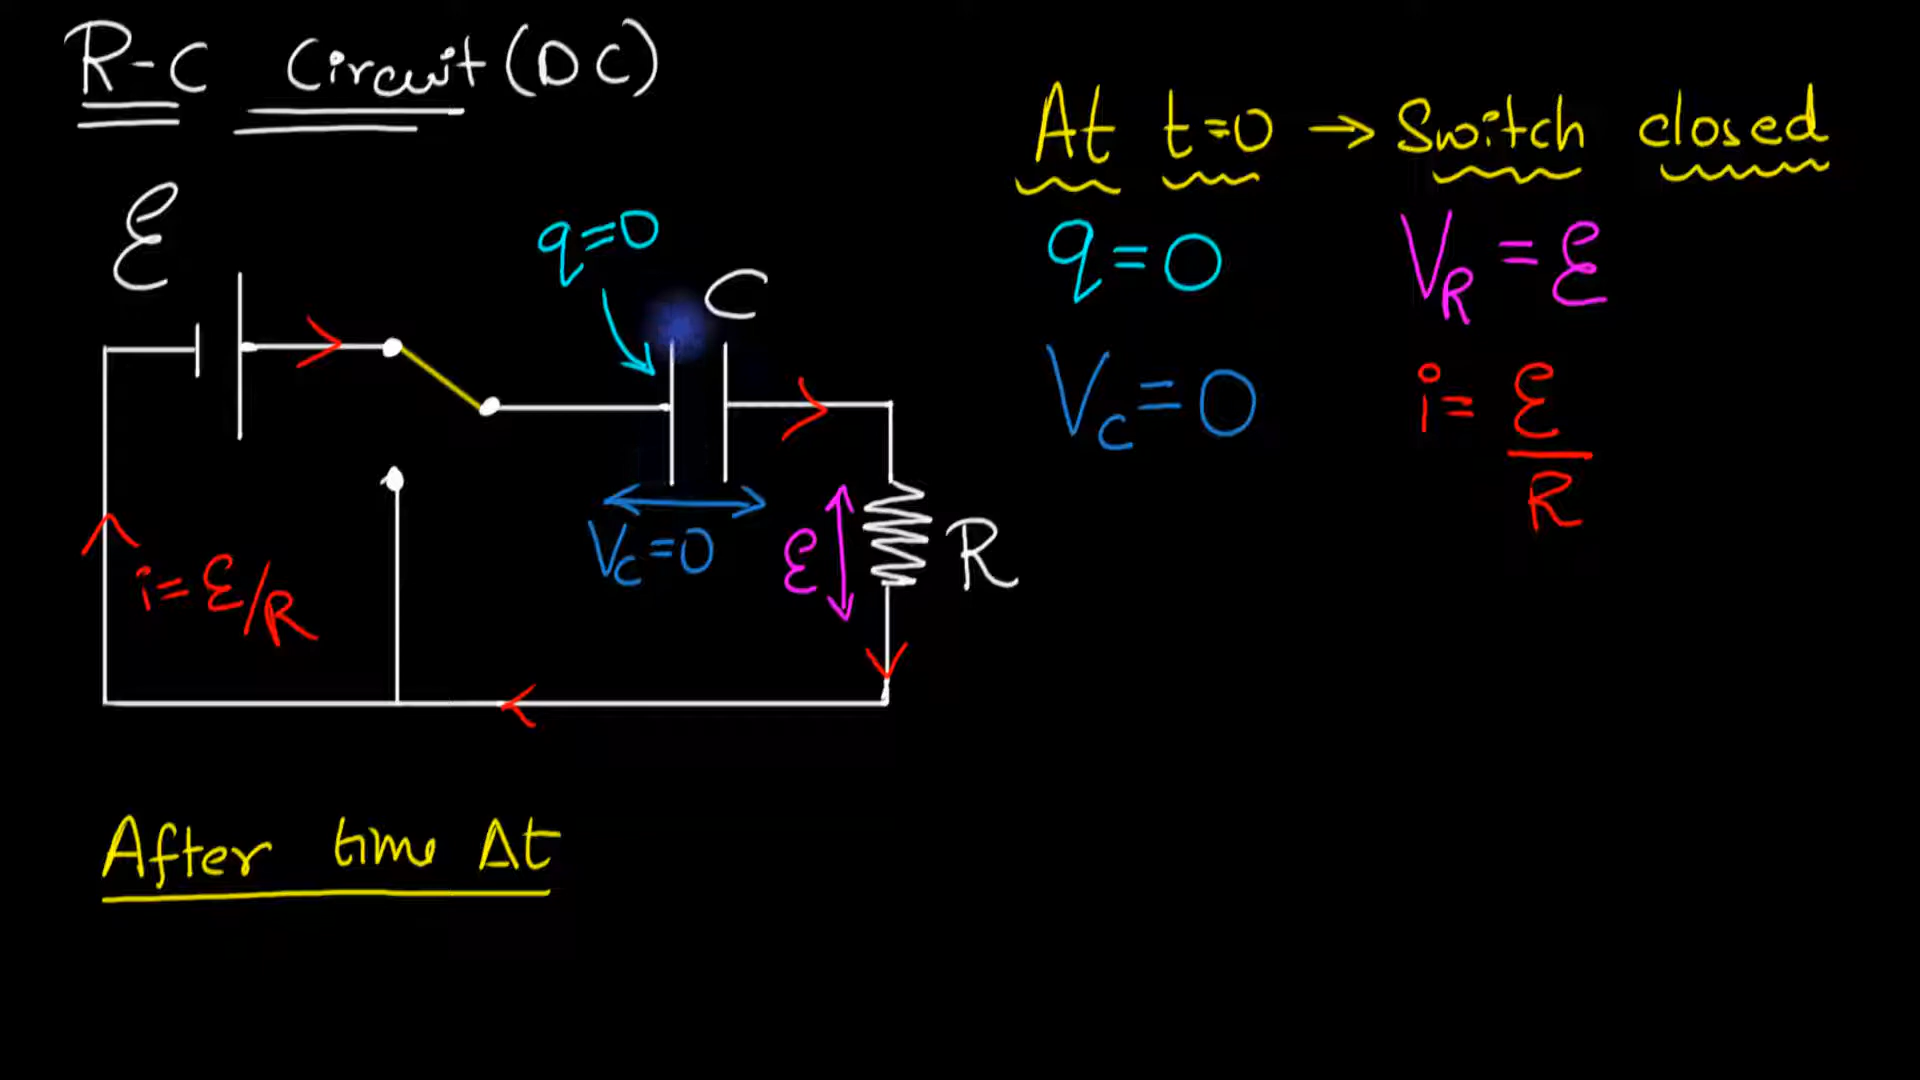 R-C Circuit (DC)
At t=0 → Switch closed
ℰ
q=0
C
q=0
V_R = ℰ
V_C = 0
i = ℰ/R
V_C = 0
ℰ
R
i = ℰ/R
After time Δt